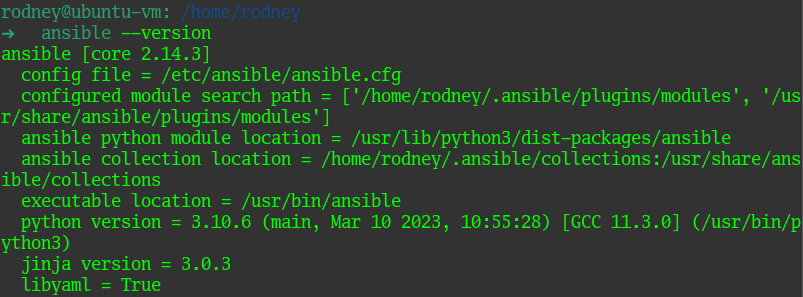 rodney@ubuntu-vm: /home/rodney
➜  ansible --version
ansible [core 2.14.3]
  config file = /etc/ansible/ansible.cfg
  configured module search path = ['/home/rodney/.ansible/plugins/modules', '/us
r/share/ansible/plugins/modules']
  ansible python module location = /usr/lib/python3/dist-packages/ansible
  ansible collection location = /home/rodney/.ansible/collections:/usr/share/ans
ible/collections
  executable location = /usr/bin/ansible
  python version = 3.10.6 (main, Mar 10 2023, 10:55:28) [GCC 11.3.0] (/usr/bin/p
ython3)
  jinja version = 3.0.3
  libyaml = True